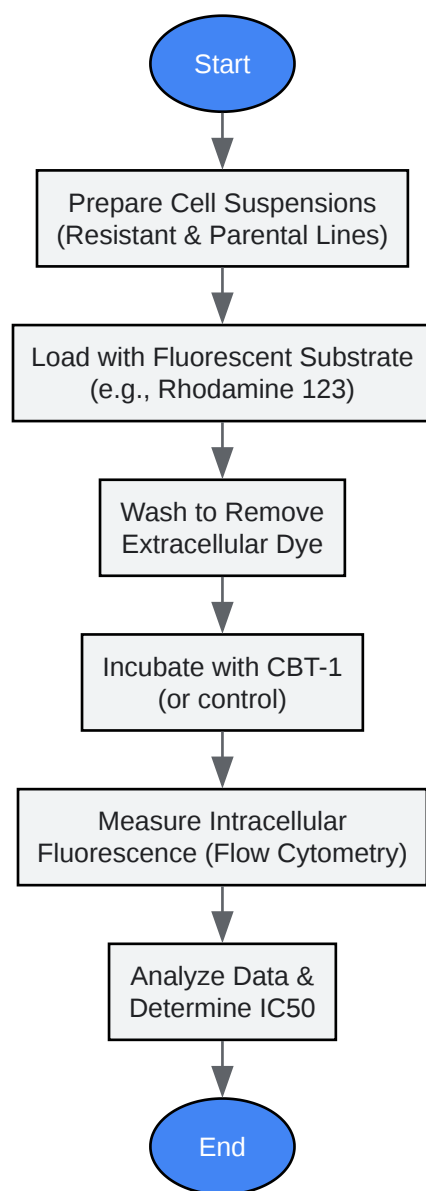 Start
Prepare Cell Suspensions
(Resistant & Parental Lines)
Load with Fluorescent Substrate
(e.g., Rhodamine 123)
Wash to Remove
Extracellular Dye
Incubate with CBT-1
(or control)
Measure Intracellular
Fluorescence (Flow Cytometry)
Analyze Data &
Determine IC50
End